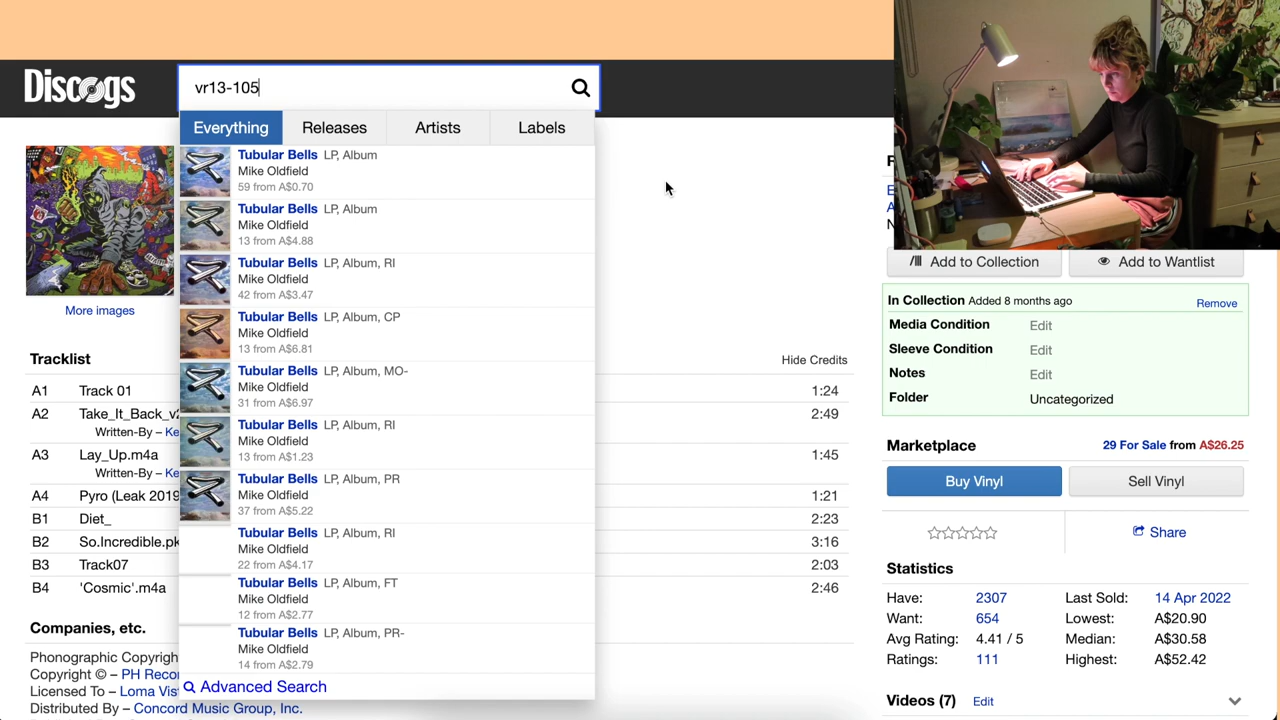 Discogs
vr13-105
Everything
Releases
Artists
Labels
Tubular Bells LP, Album
Mike Oldfield
59 from A$0.70
Tubular Bells LP, Album
Mike Oldfield
13 from A$4.88
Tubular Bells LP, Album, RI
Mike Oldfield
42 from A$3.47
Tubular Bells LP, Album, CP
Mike Oldfield
13 from A$6.81
Tubular Bells LP, Album, MO-
Mike Oldfield
31 from A$6.97
Tubular Bells LP, Album, RI
Mike Oldfield
13 from A$1.23
Tubular Bells LP, Album, PR
Mike Oldfield
37 from A$5.22
Tubular Bells LP, Album, RI
Mike Oldfield
22 from A$4.17
Tubular Bells LP, Album, FT
Mike Oldfield
12 from A$2.77
Tubular Bells LP, Album, PR-
Mike Oldfield
14 from A$2.79
Advanced Search
More images
Tracklist
Hide Credits
A1 Track 01 1:24
A2 Take_It_Back_v 2:49
Written-By – Ke
A3 Lay_Up.m4a 1:45
Written-By – Ke
A4 Pyro (Leak 2019 1:21
B1 Diet_ 2:23
B2 So.Incredible.pk 3:16
B3 Track07 2:03
B4 'Cosmic'.m4a 2:46
Companies, etc.
Phonographic Copyrigh
Copyright © – PH Reco
Licensed To – Loma Vis
Distributed By – Concord Music Group, Inc.
Add to Collection
Add to Wantlist
In Collection Added 8 months ago
Remove
Media Condition Edit
Sleeve Condition Edit
Notes Edit
Folder Uncategorized
Marketplace 29 For Sale from A$26.25
Buy Vinyl
Sell Vinyl
Share
Statistics
Have: 2307 Last Sold: 14 Apr 2022
Want: 654 Lowest: A$20.90
Avg Rating: 4.41 / 5 Median: A$30.58
Ratings: 111 Highest: A$52.42
Videos (7) Edit